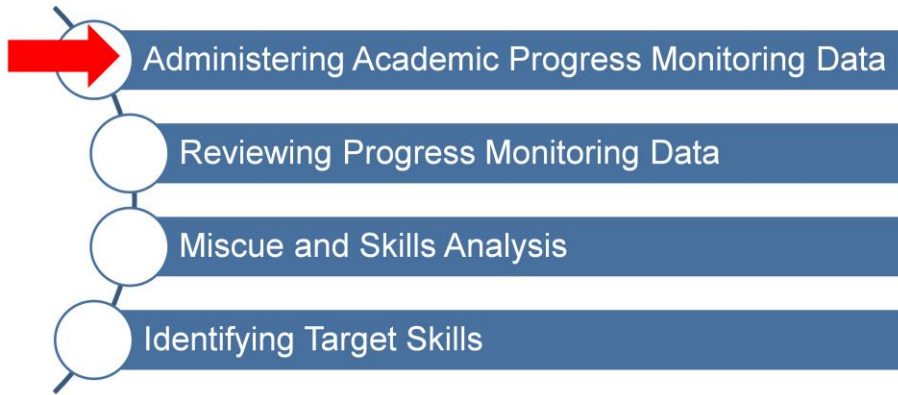 Administering Academic Progress Monitoring Data
Reviewing Progress Monitoring Data
Miscue and Skills Analysis
Identifying Target Skills